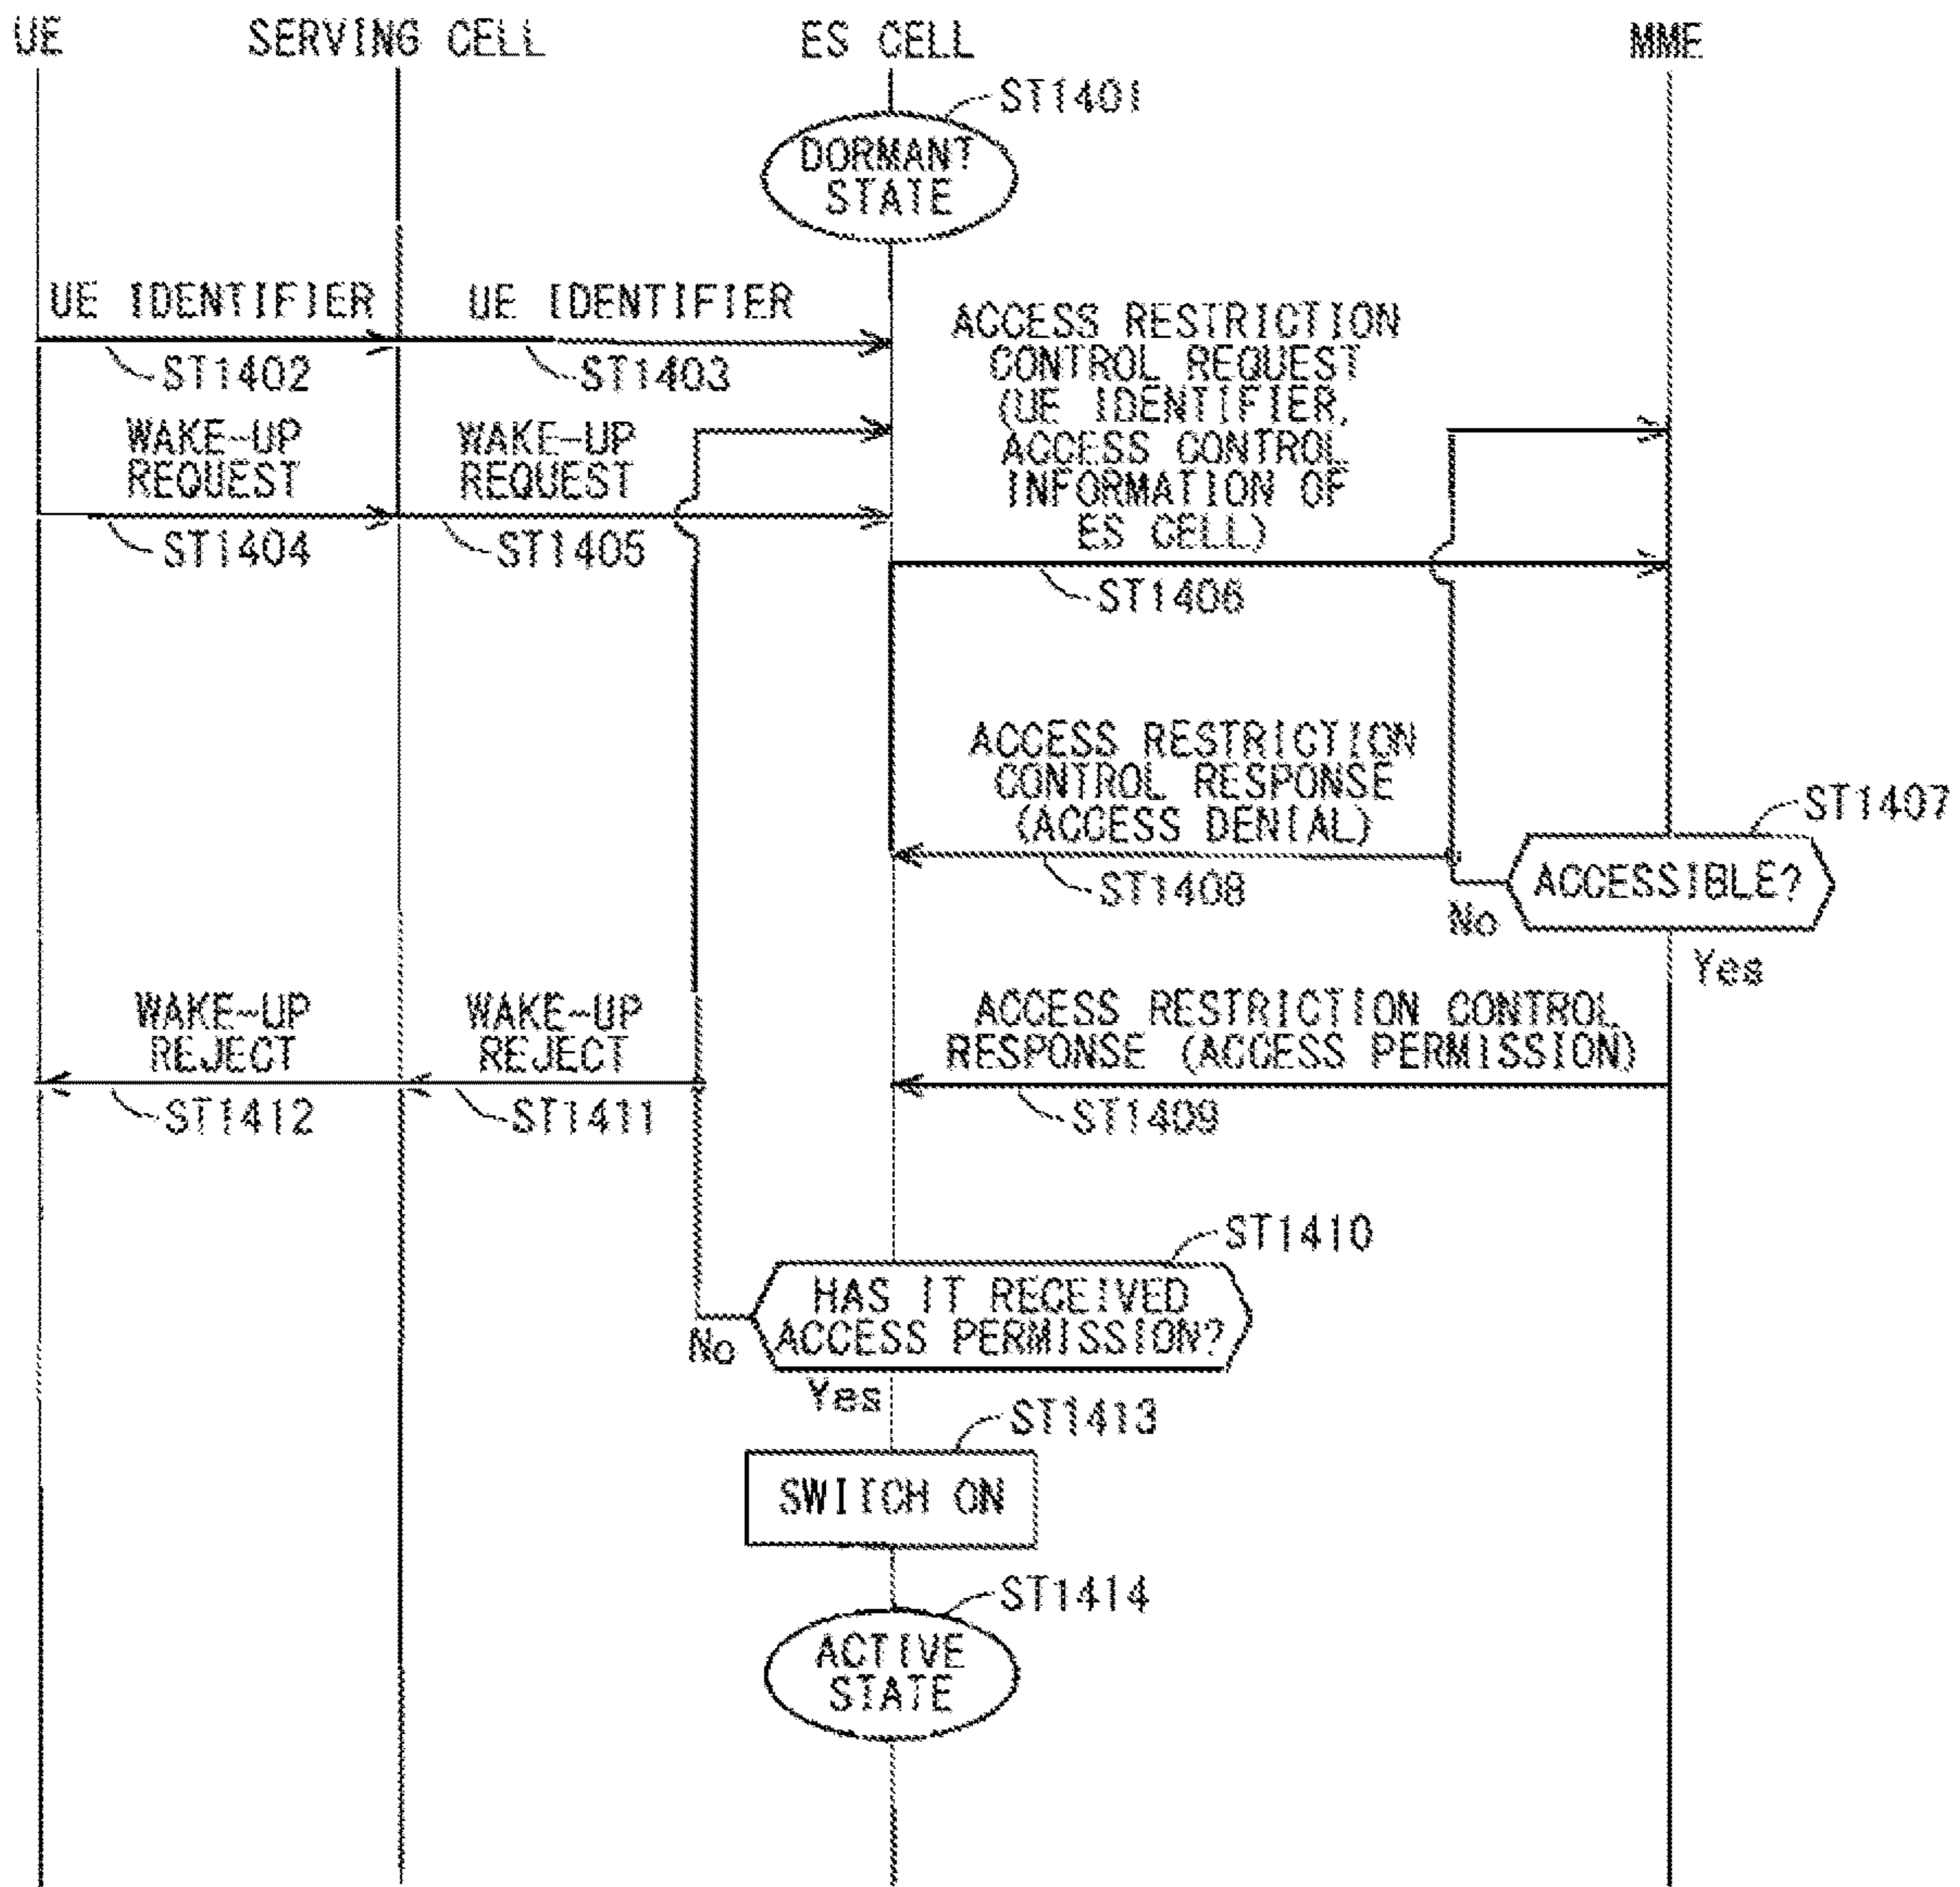 UE
SERVING CELL
ES CELL
MME
ST1401
DORMANT
STATE
UE IDENTIFIER
UE IDENTIFIER
ST1402
ST1403
ACCESS RESTRICTION
CONTROL REQUEST
(UE IDENTIFIER,
ACCESS CONTROL
INFORMATION OF
ES CELL)
WAKE-UP
REQUEST
WAKE-UP
REQUEST
ST1404
ST1405
ST1406
ACCESS RESTRICTION
CONTROL RESPONSE
(ACCESS DENIAL)
ST1407
ACCESSIBLE?
ST1408
No
Yes
WAKE-UP
REJECT
WAKE-UP
REJECT
ACCESS RESTRICTION CONTROL
RESPONSE (ACCESS PERMISSION)
ST1412
ST1411
ST1409
ST1410
HAS IT RECEIVED
ACCESS PERMISSION?
No
Yes
ST1413
SWITCH ON
ST1414
ACTIVE
STATE